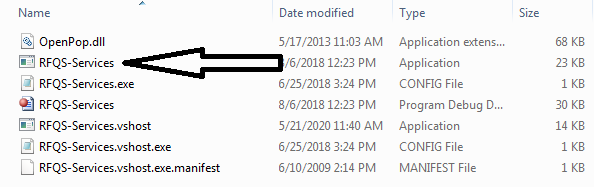 Name Date modified Type Size
OpenPop.dll 5/17/2013 11:03 AM Application extens... 68 KB
RFQS-Services /6/2018 12:23 PM Application 23 KB
RFQS-Services.exe 6/25/2018 3:24 PM CONFIG File 1 KB
RFQS-Services 8/6/2018 12:23 PM Program Debug D... 30 KB
RFQS-Services.vshost 5/21/2020 11:40 AM Application 14 KB
RFQS-Services.vshost.exe 6/25/2018 3:24 PM CONFIG File 1 KB
RFQS-Services.vshost.exe.manifest 6/10/2009 2:14 PM MANIFEST File 1 KB